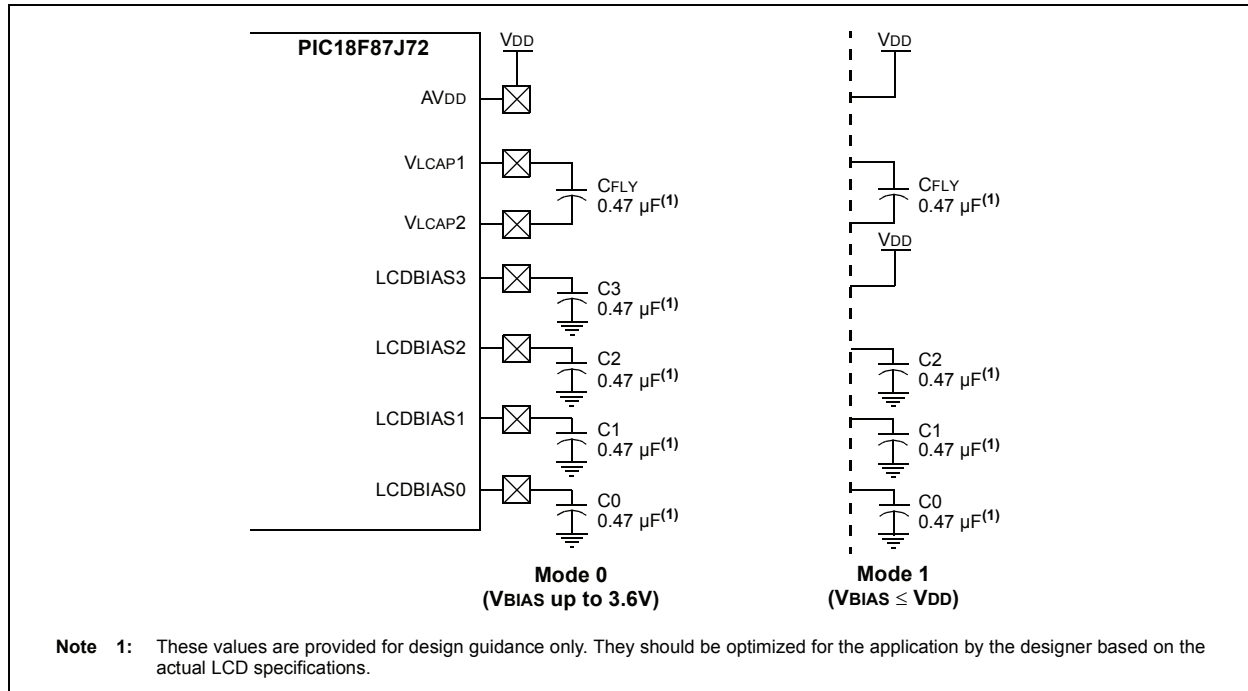 PIC18F87J72
VDD
AVDD
VLCAP1
CFLY
0.47 µF(1)
VLCAP2
LCDBIAS3
C3
0.47 µF(1)
LCDBIAS2
C2
0.47 µF(1)
LCDBIAS1
C1
0.47 µF(1)
LCDBIAS0
C0
0.47 µF(1)
Mode 0
(VBIAS up to 3.6V)
VDD
CFLY
0.47 µF(1)
VDD
C2
0.47 µF(1)
C1
0.47 µF(1)
C0
0.47 µF(1)
Mode 1
(VBIAS ≤ VDD)
Note 1: These values are provided for design guidance only. They should be optimized for the application by the designer based on the
actual LCD specifications.